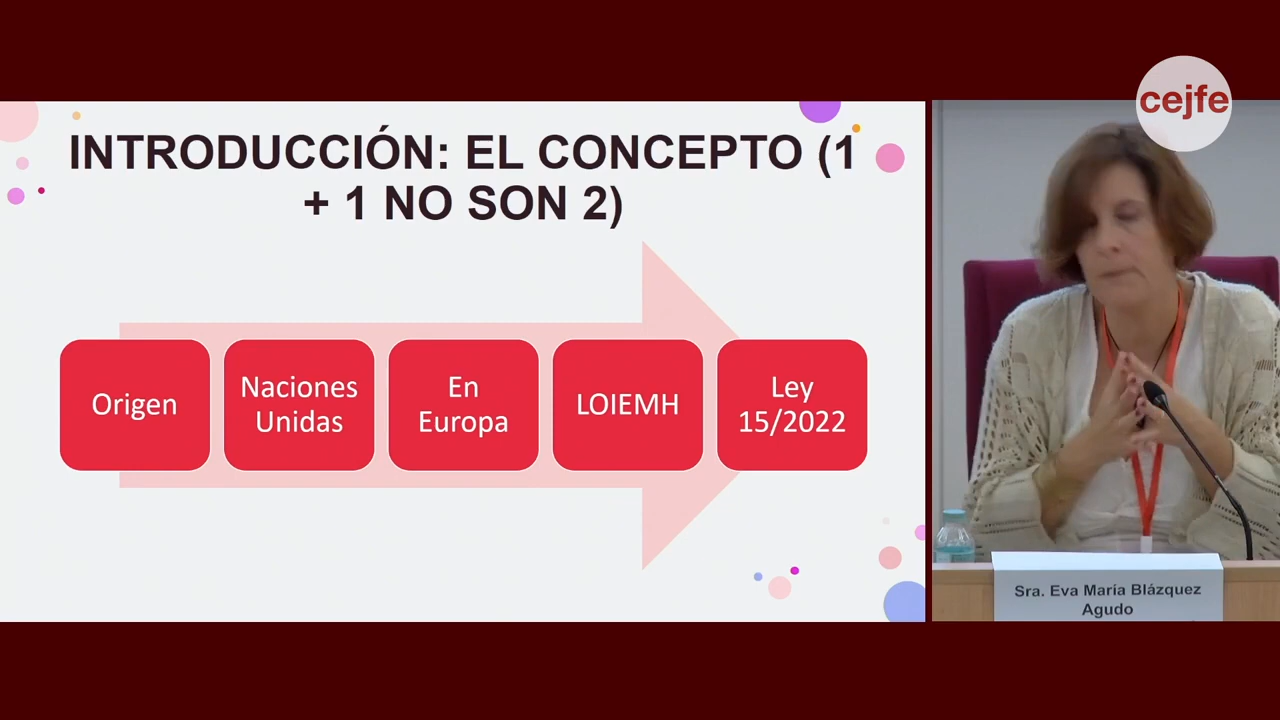 cejfe
INTRODUCCIÓN: EL CONCEPTO (1
+ 1 NO SON 2)
Origen
Naciones
Unidas
En
Europa
LOIEMH
Ley
15/2022
Sra. Eva María Blázquez
Agudo